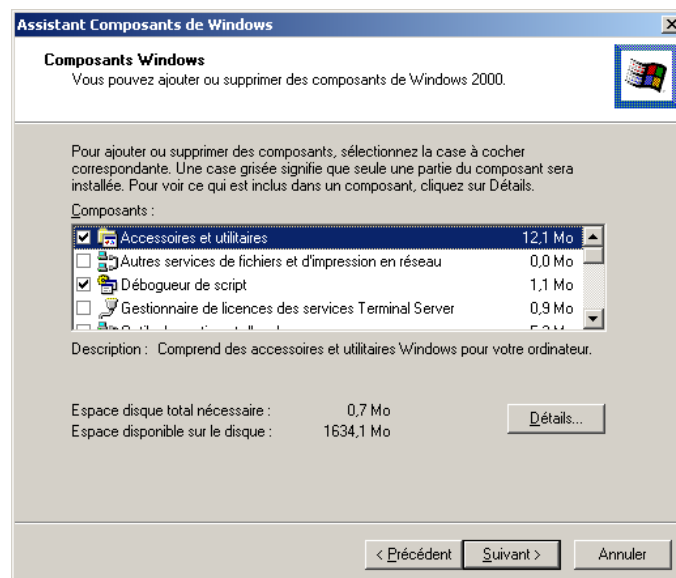 Assistant Composants de Windows
Composants Windows
Vous pouvez ajouter ou supprimer des composants de Windows 2000.
Pour ajouter ou supprimer des composants, sélectionnez la case à cocher
correspondante. Une case grisée signifie que seule une partie du composant sera
installée. Pour voir ce qui est inclus dans un composant, cliquez sur Détails.
Composants :
Accessoires et utilitaires 12,1 Mo
Autres services de fichiers et d'impression en réseau 0,0 Mo
Débogueur de script 1,1 Mo
Gestionnaire de licences des services Terminal Server 0,9 Mo
Description : Comprend des accessoires et utilitaires Windows pour votre ordinateur.
Espace disque total nécessaire : 0,7 Mo
Espace disponible sur le disque : 1634,1 Mo
Détails...
< Précédent Suivant > Annuler